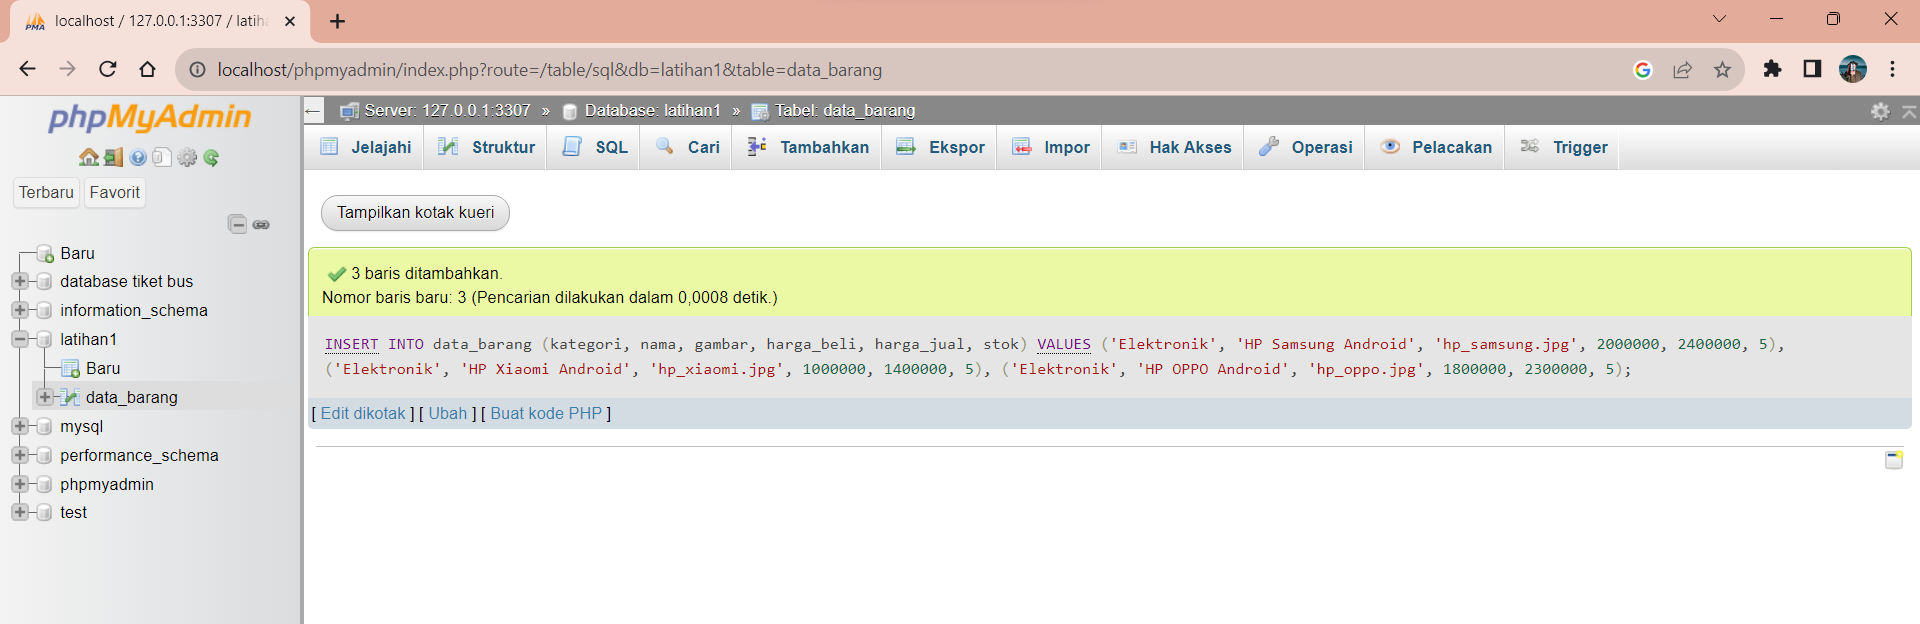 localhost / 127.0.0.1:3307 / latih
localhost/phpmyadmin/index.php?route=/table/sql&db=latihan1&table=data_barang
phpMyAdmin
Terbaru Favorit
Baru
database tiket bus
information_schema
latihan1
Baru
data_barang
mysql
performance_schema
phpmyadmin
test
Server: 127.0.0.1:3307 » Database: latihan1 » Tabel: data_barang
Jelajahi Struktur SQL Cari Tambahkan Ekspor Impor Hak Akses Operasi Pelacakan Trigger
Tampilkan kotak kueri
3 baris ditambahkan.
Nomor baris baru: 3 (Pencarian dilakukan dalam 0,0008 detik.)
INSERT INTO data_barang (kategori, nama, gambar, harga_beli, harga_jual, stok) VALUES ('Elektronik', 'HP Samsung Android', 'hp_samsung.jpg', 2000000, 2400000, 5),
('Elektronik', 'HP Xiaomi Android', 'hp_xiaomi.jpg', 1000000, 1400000, 5), ('Elektronik', 'HP OPPO Android', 'hp_oppo.jpg', 1800000, 2300000, 5);
[ Edit dikotak ] [ Ubah ] [ Buat kode PHP ]